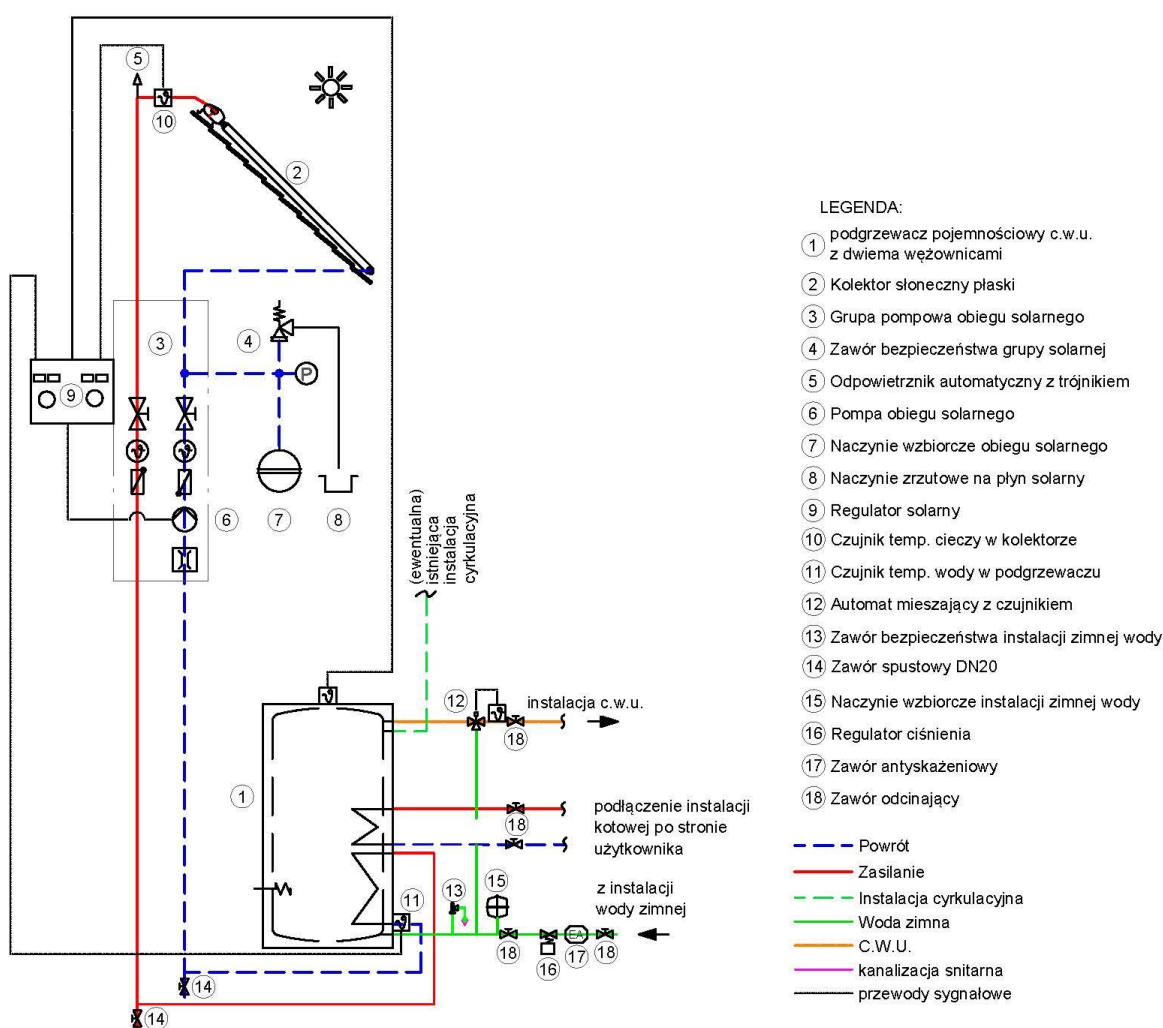 5
10
2
3
4
P
9
6
7
8
(ewentualna)
istniejąca
instalacja
cyrkulacyjna
12
instalacja c.w.u.
18
1
podłączenie instalacji
kotowej po stronie
użytkownika
18
11
13
15
z instalacji
wody zimnej
18
16
EA
17
18
14
14
LEGENDA:
1 podgrzewacz pojemnościowy c.w.u.
z dwiema wężownicami
2 Kolektor słoneczny płaski
3 Grupa pompowa obiegu solarnego
4 Zawór bezpieczeństwa grupy solarnej
5 Odpowietrznik automatyczny z trójnikiem
6 Pompa obiegu solarnego
7 Naczynie wzbiorcze obiegu solarnego
8 Naczynie zrzutowe na płyn solarny
9 Regulator solarny
10 Czujnik temp. cieczy w kolektorze
11 Czujnik temp. wody w podgrzewaczu
12 Automat mieszający z czujnikiem
13 Zawór bezpieczeństwa instalacji zimnej wody
14 Zawór spustowy DN20
15 Naczynie wzbiorcze instalacji zimnej wody
16 Regulator ciśnienia
17 Zawór antyskażeniowy
18 Zawór odcinający
Powrót
Zasilanie
Instalacja cyrkulacyjna
Woda zimna
C.W.U.
kanalizacja snitarna
przewody sygnałowe